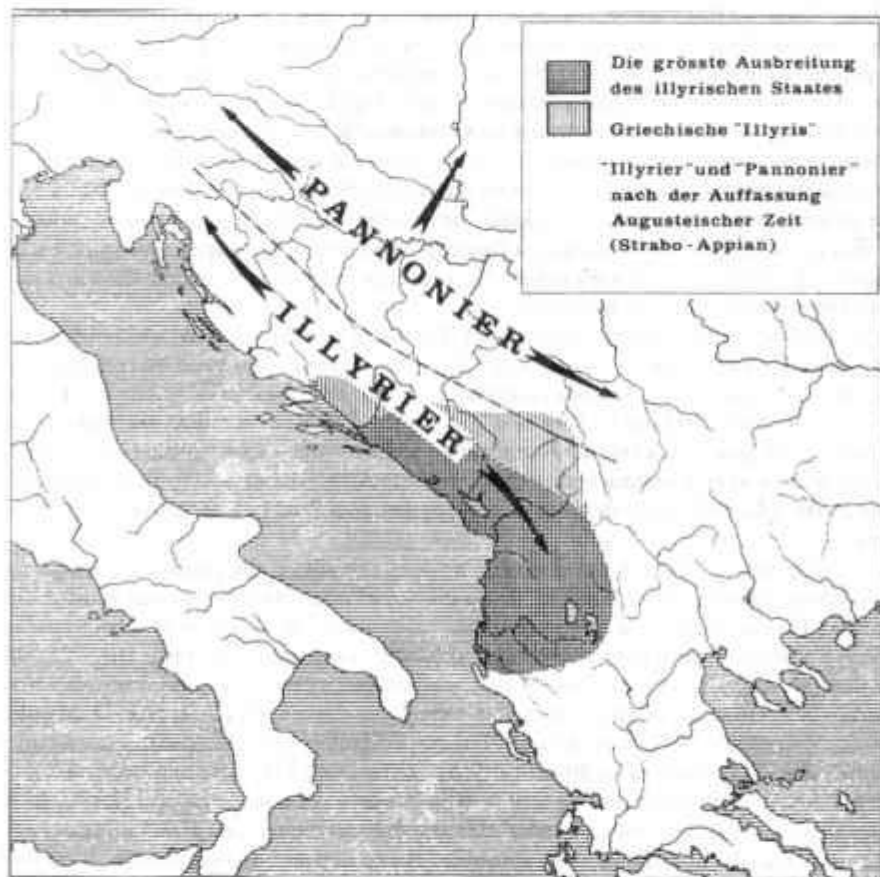 Die grösste Ausbreitung
des illyrischen Staates
Griechische "Illyris"
"Illyrier" und "Pannonier"
nach der Auffassung
Augusteischer Zeit
(Strabo-Appian)
PANNONIER
ILLYRIER